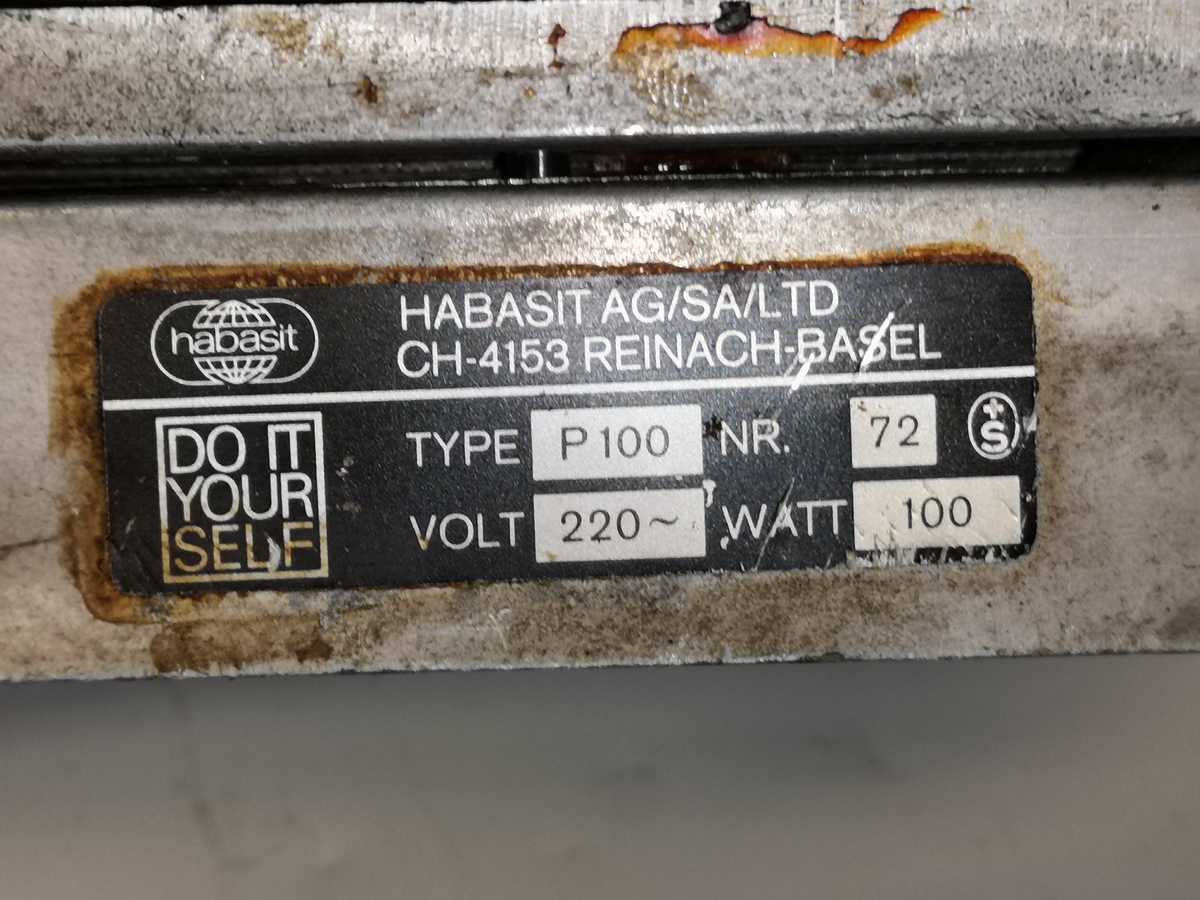 habasit
HABASIT AG/SA/LTD
CH-4153 REINACH-BASEL
DO IT
YOUR
SELF
TYPE P100 NR. 72
+S
VOLT 220~ WATT 100